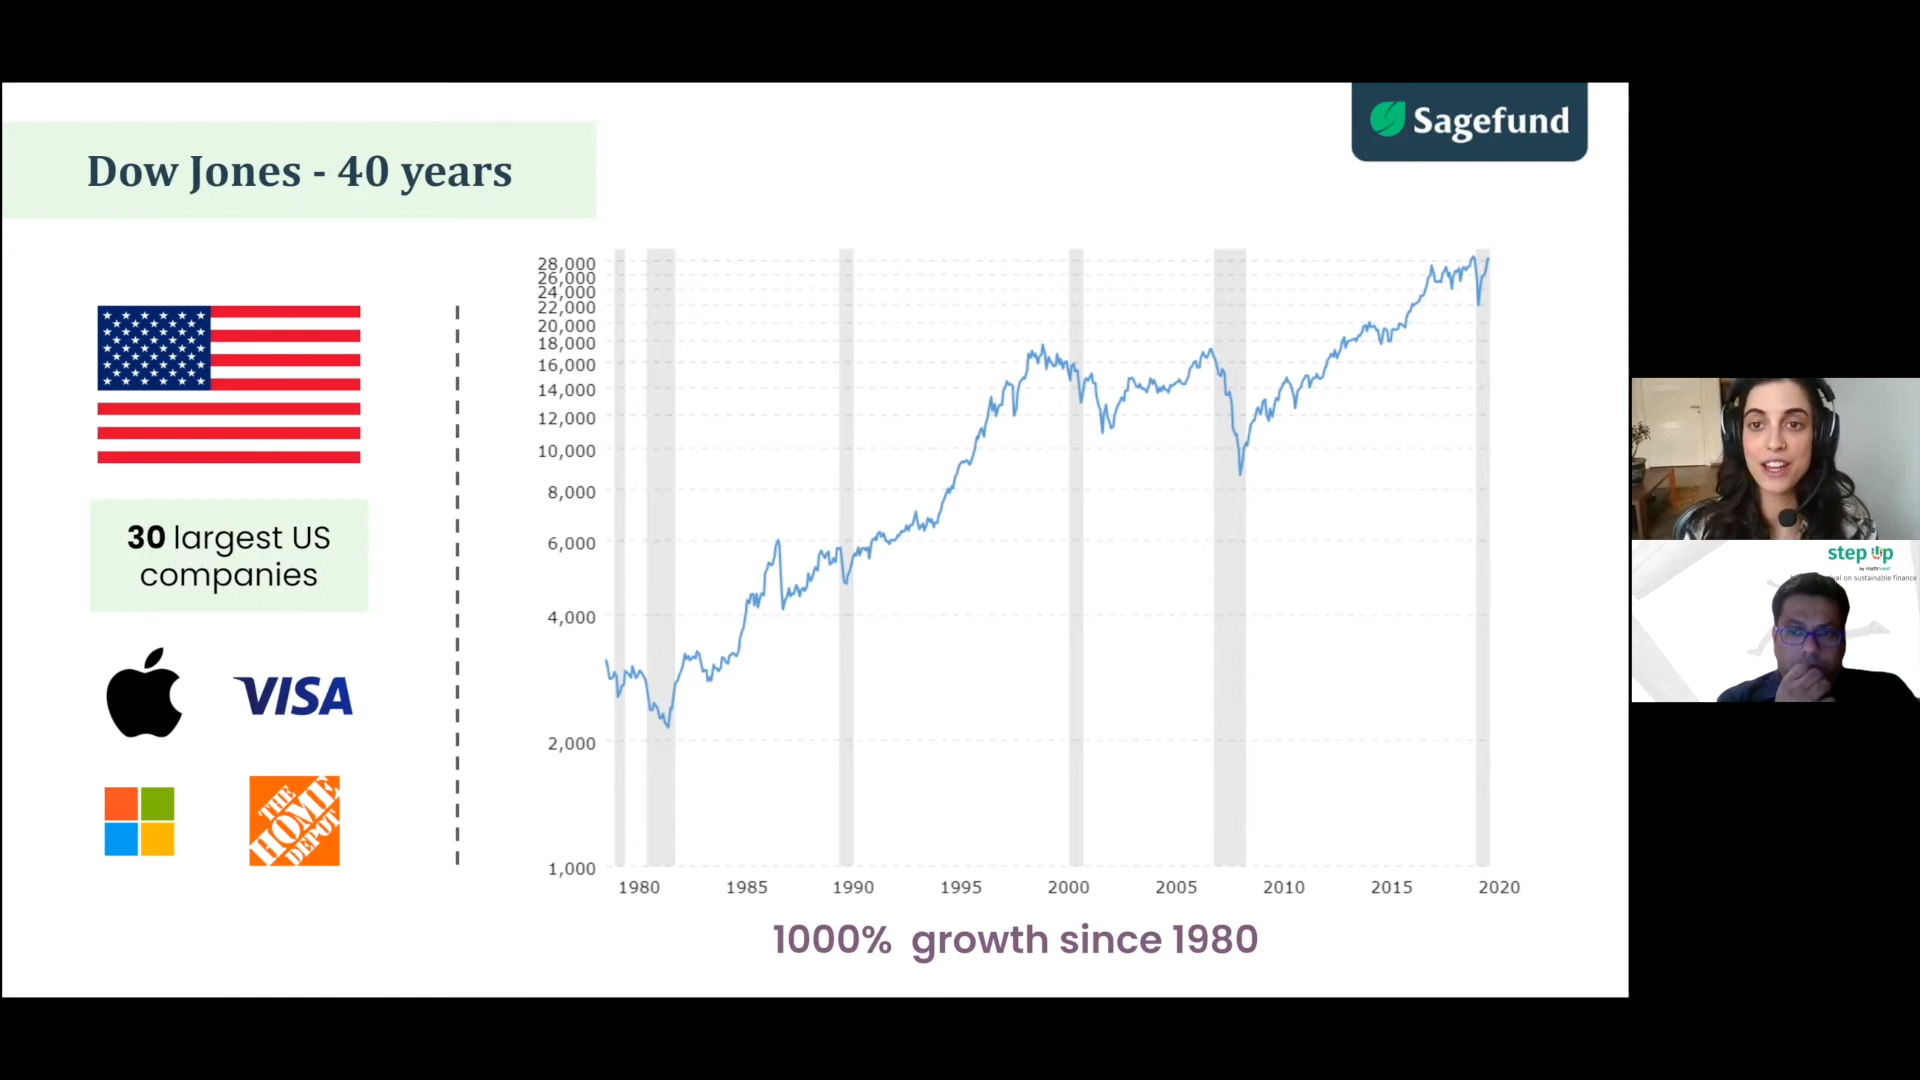 Sagefund
Dow Jones - 40 years
30 largest US
companies
VISA
THE
HOME
DEPOT
28,000
26,000
24,000
22,000
20,000
18,000
16,000
14,000
12,000
10,000
8,000
6,000
4,000
2,000
1,000
1980 1985 1990 1995 2000 2005 2010 2015 2020
1000% growth since 1980
step up
on sustainable finance